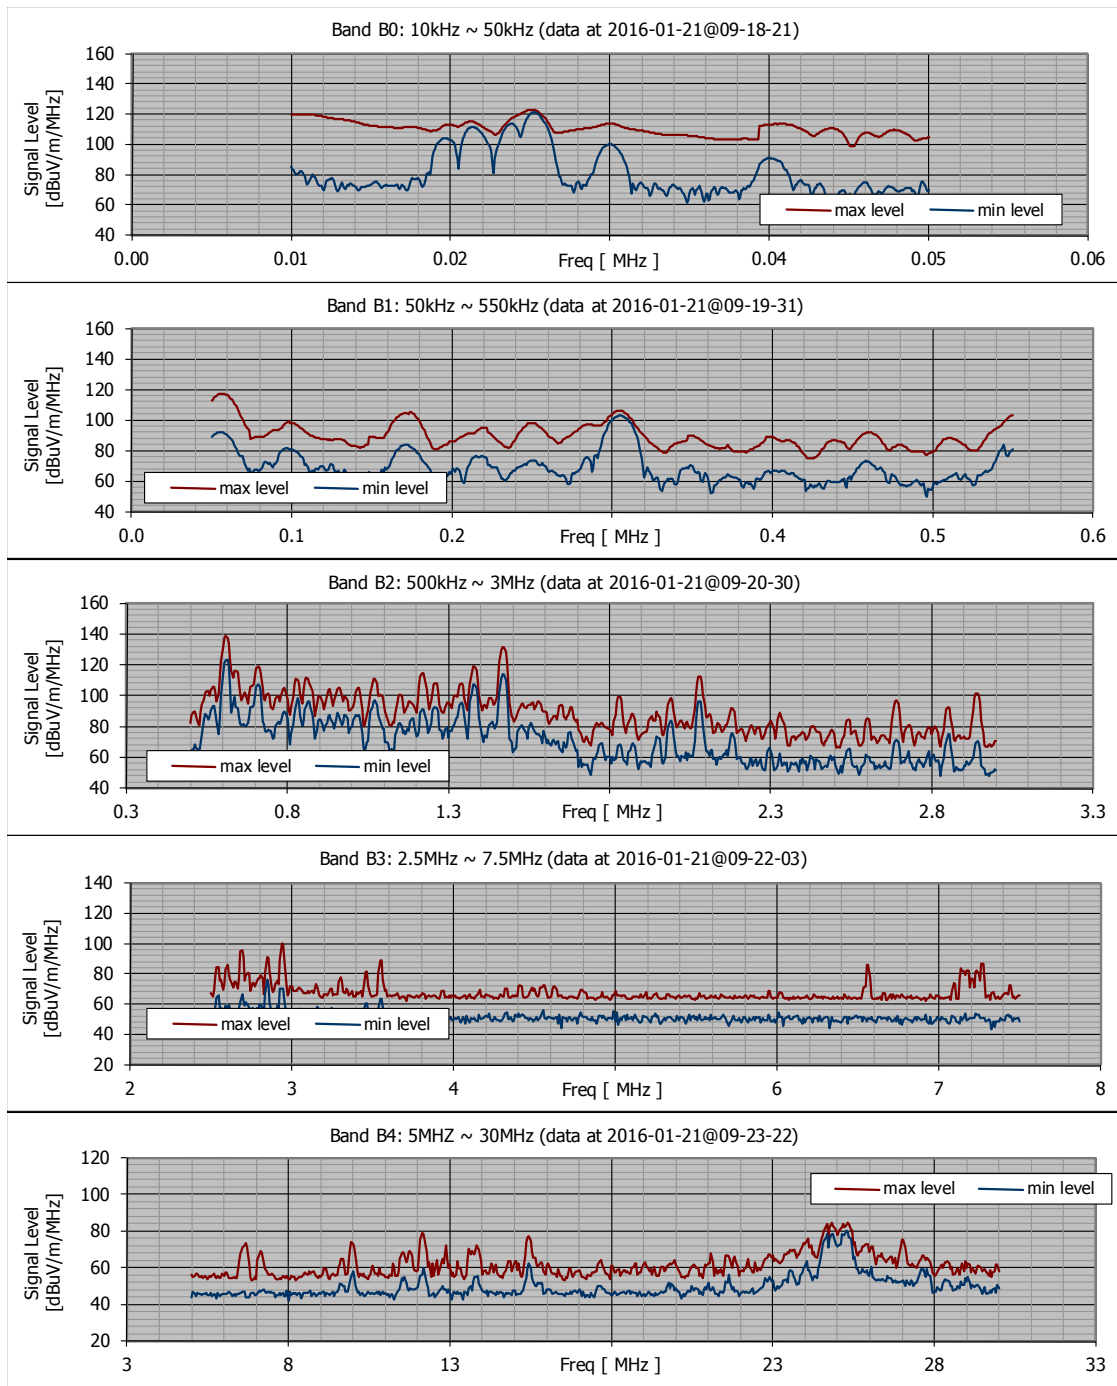 Band B0: 10kHz ~ 50kHz (data at 2016-01-21@09-18-21)
Signal Level
[dBuV/m/MHz]
160
140
120
100
80
60
40
max level
min level
0.00
0.01
0.02
Freq [ MHz ]
0.04
0.05
0.06
Band B1: 50kHz ~ 550kHz (data at 2016-01-21@09-19-31)
Signal Level
[dBuV/m/MHz]
160
140
120
100
80
60
40
max level
min level
0.0
0.1
0.2
Freq [ MHz ]
0.4
0.5
0.6
Band B2: 500kHz ~ 3MHz (data at 2016-01-21@09-20-30)
Signal Level
[dBuV/m/MHz]
160
140
120
100
80
60
40
max level
min level
0.3
0.8
1.3
Freq [ MHz ]
2.3
2.8
3.3
Band B3: 2.5MHz ~ 7.5MHz (data at 2016-01-21@09-22-03)
Signal Level
[dBuV/m/MHz]
140
120
100
80
60
40
20
max level
min level
2
3
4
Freq [ MHz ]
6
7
8
Band B4: 5MHZ ~ 30MHz (data at 2016-01-21@09-23-22)
Signal Level
[dBuV/m/MHz]
120
100
80
60
40
20
max level
min level
3
8
13
Freq [ MHz ]
23
28
33